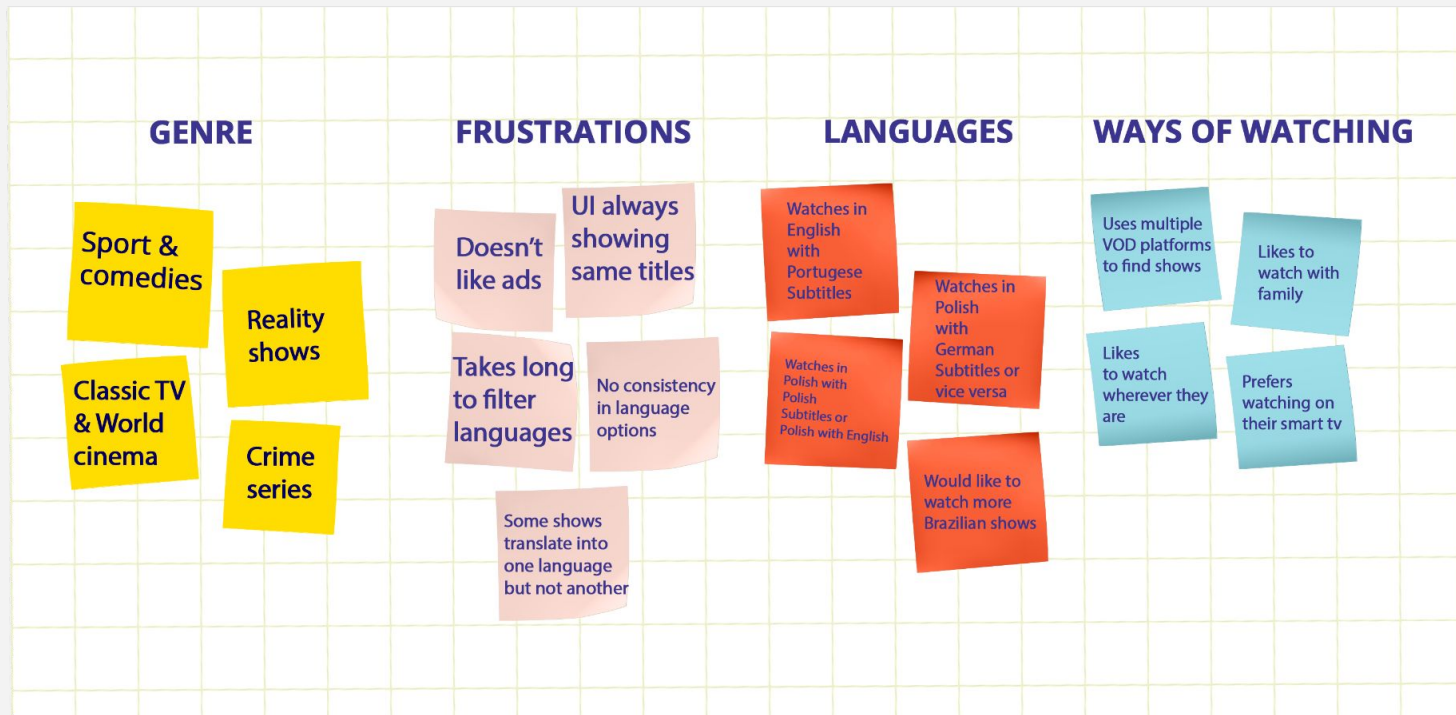 GENRE
Sport &
comedies
Reality
shows
Classic TV
& World
cinema
Crime
series
FRUSTRATIONS
Doesn't
like ads
UI always
showing
same titles
Takes long
to filter
languages
No consistency
in language
options
Some shows
translate into
one language
but not another
LANGUAGES
Watches in
English
with
Portugese
Subtitles
Watches in
Polish
with
German
Subtitles or
vice versa
Watches in
Polish with
Polish
Subtitles or
Polish with English
Would like to
watch more
Brazilian shows
WAYS OF WATCHING
Uses multiple
VOD platforms
to find shows
Likes to
watch with
family
Likes
to watch
wherever they
are
Prefers
watching on
their smart tv